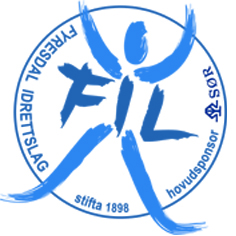 FYRESDAL IDRETTSLAG
FIL
stifta 1898
hovudsponsor
SØR